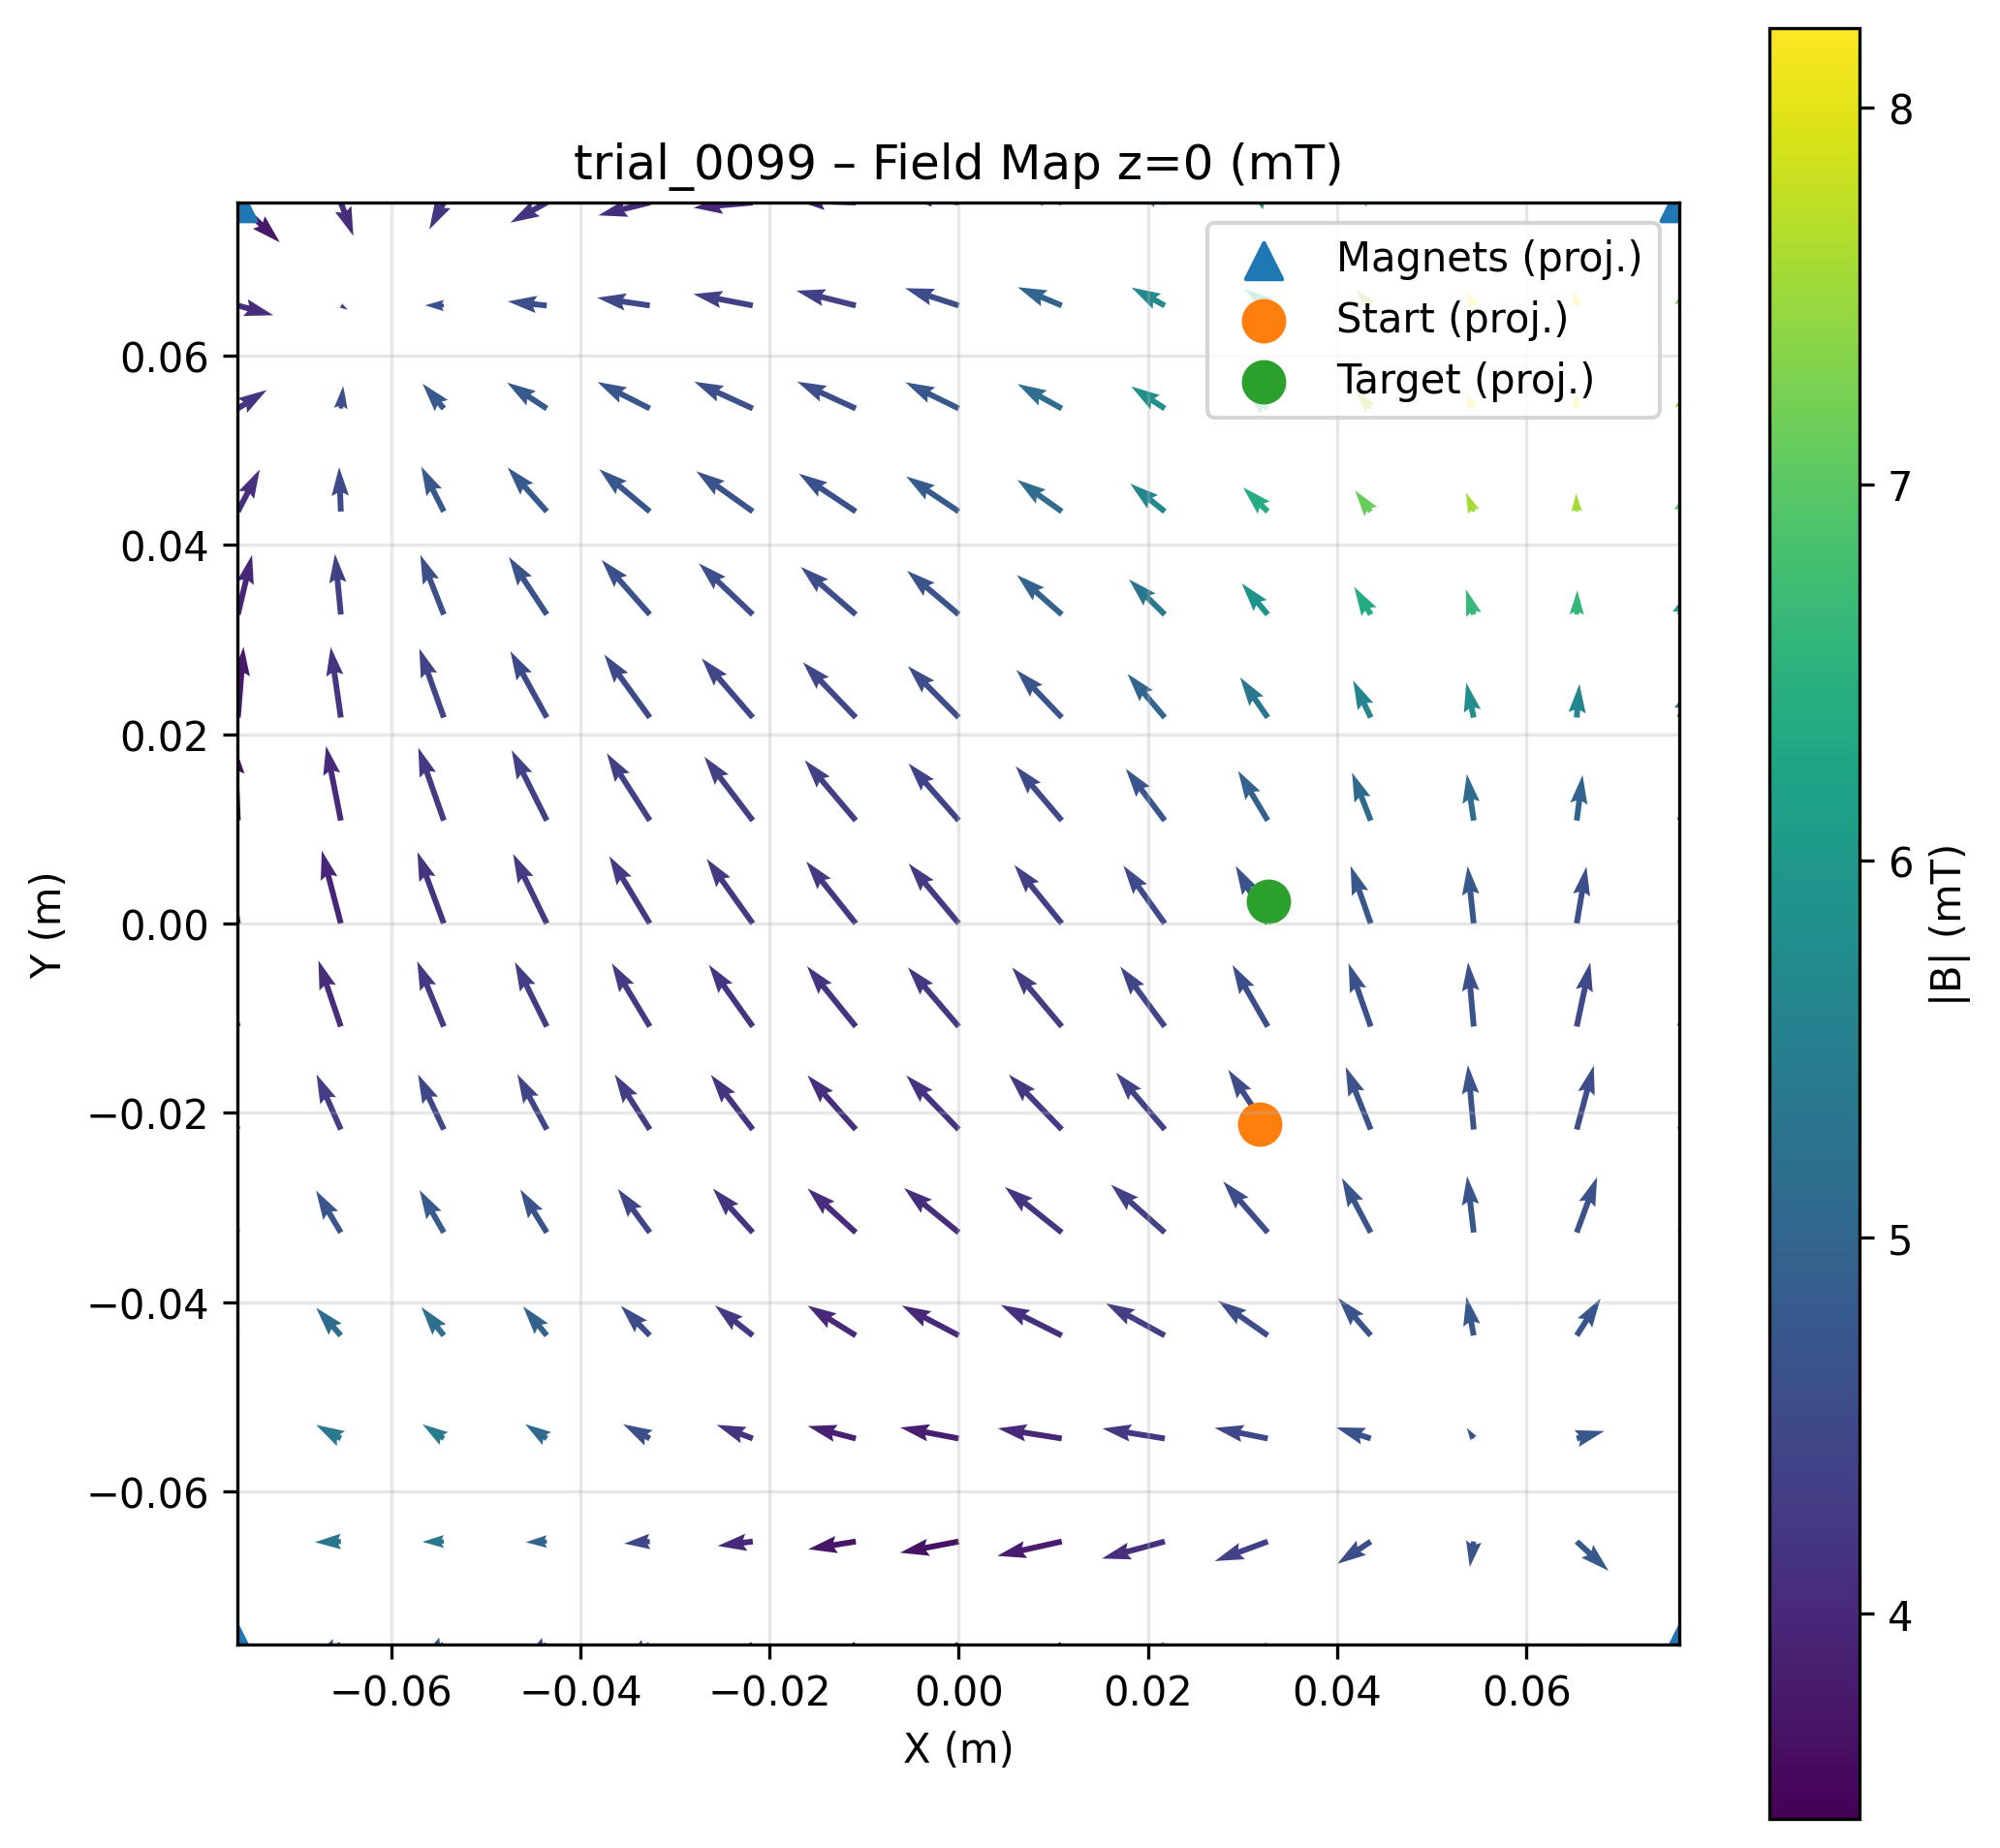 trial_0099 – Field Map z=0 (mT)
Magnets (proj.)
Start (proj.)
Target (proj.)
Y (m)
0.06
0.04
0.02
0.00
−0.02
−0.04
−0.06
−0.06
−0.04
−0.02
0.00
0.02
0.04
0.06
X (m)
8
7
6
5
4
|B| (mT)